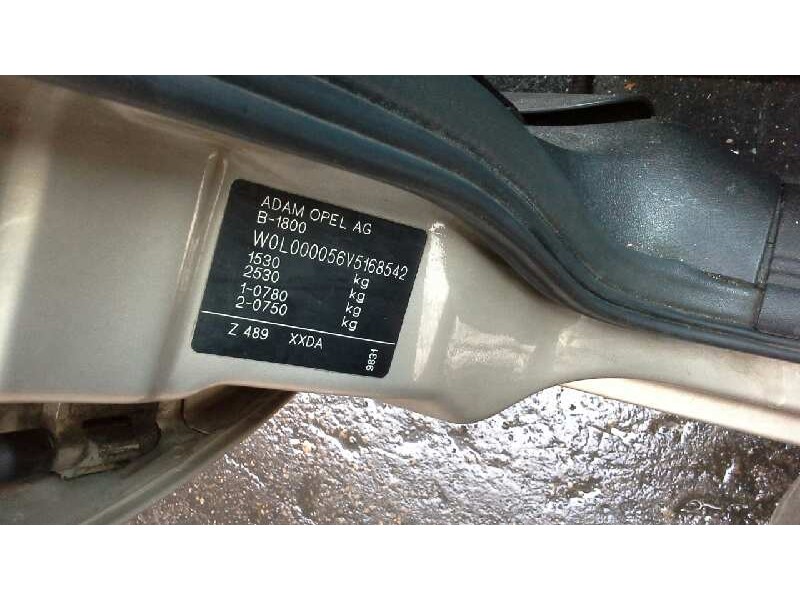 ADAM OPEL AG
B-1800
W0L000056V5168542
1530 kg
2530 kg
1-0780 kg
2-0750 kg
Z 489 XXDA 9831